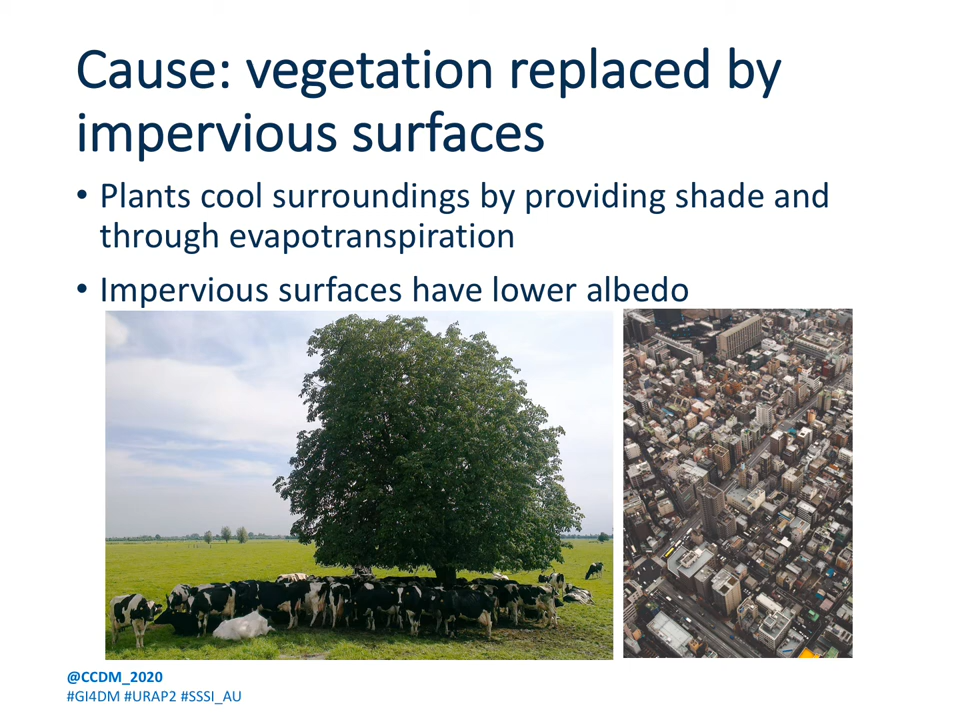 Cause: vegetation replaced by
impervious surfaces
• Plants cool surroundings by providing shade and
through evapotranspiration
• Impervious surfaces have lower albedo
@CCDM_2020
#GI4DM #URAP2 #SSSI_AU